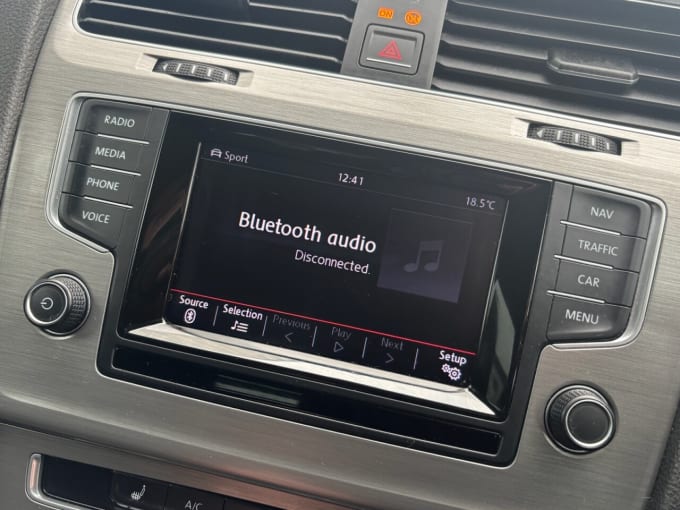 ON
RADIO
MEDIA
PHONE
VOICE
Sport
12:41
18.5°C
Bluetooth audio
Disconnected.
Source
Selection
Previous
Play
Next
Setup
NAV
TRAFFIC
CAR
MENU
A/C